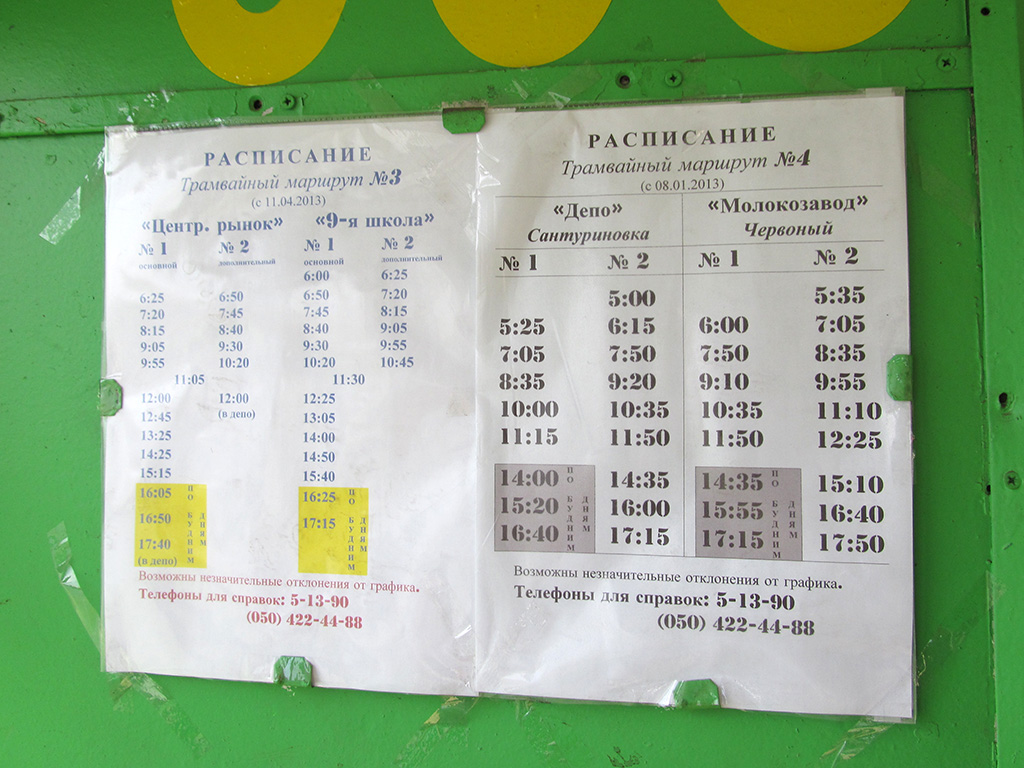 РАСПИСАНИЕ
Трамвайный маршрут №3
(с 11.04.2013)
«Центр. рынок» «9-я школа»
№ 1 № 2 № 1 № 2
основной дополнительный основной дополнительный
6:00 6:25
6:25 6:50 6:50 7:20
7:20 7:45 7:45 8:15
8:15 8:40 8:40 9:05
9:05 9:30 9:30 9:55
9:55 10:20 10:20 10:45
11:05 11:30
12:00 12:00 12:25
(в депо)
12:45 13:05
13:25 14:00
14:25 14:50
15:15 15:40
16:05 16:25
16:50 17:15
17:40
(в депо)
ПО БУДНИМ ДНЯМ
ПО БУДНИМ ДНЯМ
Возможны незначительные отклонения от графика.
Телефоны для справок: 5-13-90
(050) 422-44-88
РАСПИСАНИЕ
Трамвайный маршрут №4
(с 08.01.2013)
«Депо» «Молокозавод»
Сантуриновка Червоный
№ 1 № 2 № 1 № 2
5:00 5:35
5:25 6:15 6:00 7:05
7:05 7:50 7:50 8:35
8:35 9:20 9:10 9:55
10:00 10:35 10:35 11:10
11:15 11:50 11:50 12:25
14:00 14:35 14:35 15:10
15:20 16:00 15:55 16:40
16:40 17:15 17:15 17:50
ПО БУДНИМ ДНЯМ
ПО БУДНИМ ДНЯМ
Возможны незначительные отклонения от графика.
Телефоны для справок: 5-13-90
(050) 422-44-88